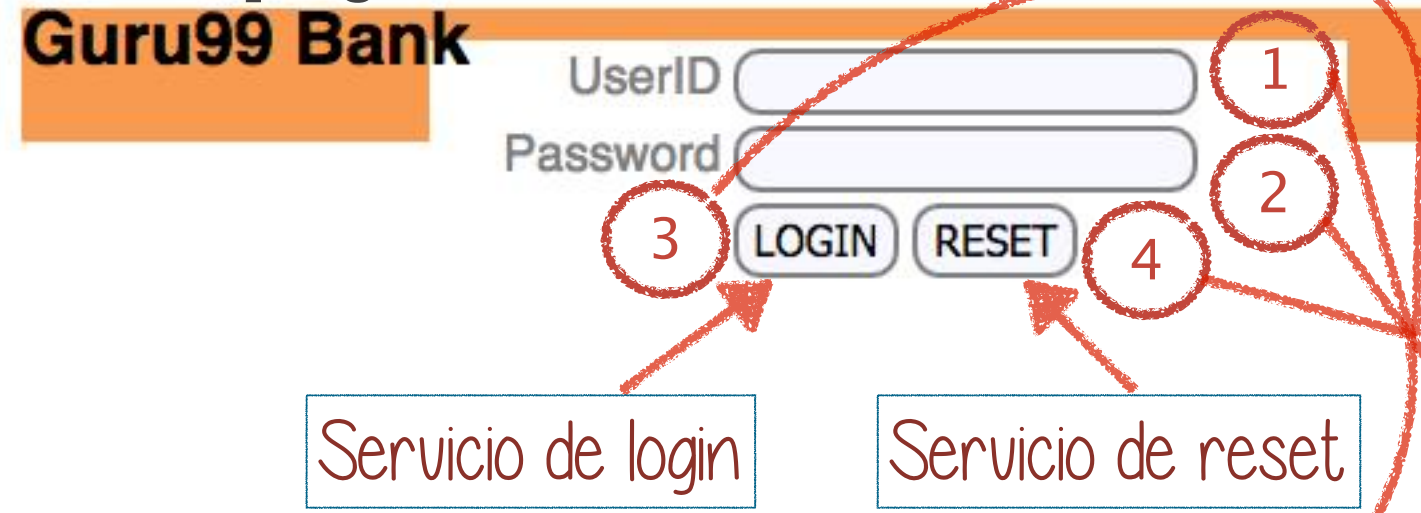 Guru99 Bank
UserID
1
Password
2
3
LOGIN
RESET
4
Servicio de login
Servicio de reset